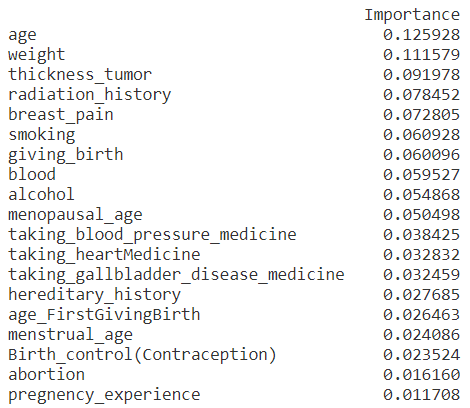 Importance
age 0.125928
weight 0.111579
thickness_tumor 0.091978
radiation_history 0.078452
breast_pain 0.072805
smoking 0.060928
giving_birth 0.060096
blood 0.059527
alcohol 0.054868
menopausal_age 0.050498
taking_blood_pressure_medicine 0.038425
taking_heartMedicine 0.032832
taking_gallbladder_disease_medicine 0.032459
hereditary_history 0.027685
age_FirstGivingBirth 0.026463
menstrual_age 0.024086
Birth_control(Contraception) 0.023524
abortion 0.016160
pregnency_experience 0.011708